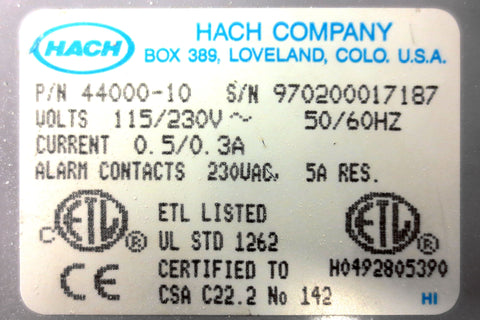 HACH
HACH COMPANY
BOX 389, LOVELAND, COLO. U.S.A.
P/N 44000-10 S/N 970200017187
VOLTS 115/230V ~ 50/60HZ
CURRENT 0.5/0.3A
ALARM CONTACTS 230VAC, 5A RES.
C ETL ® ETL LISTED ETL ®
UL STD 1262
CERTIFIED TO H0492805390
CE CSA C22.2 No 142
HI